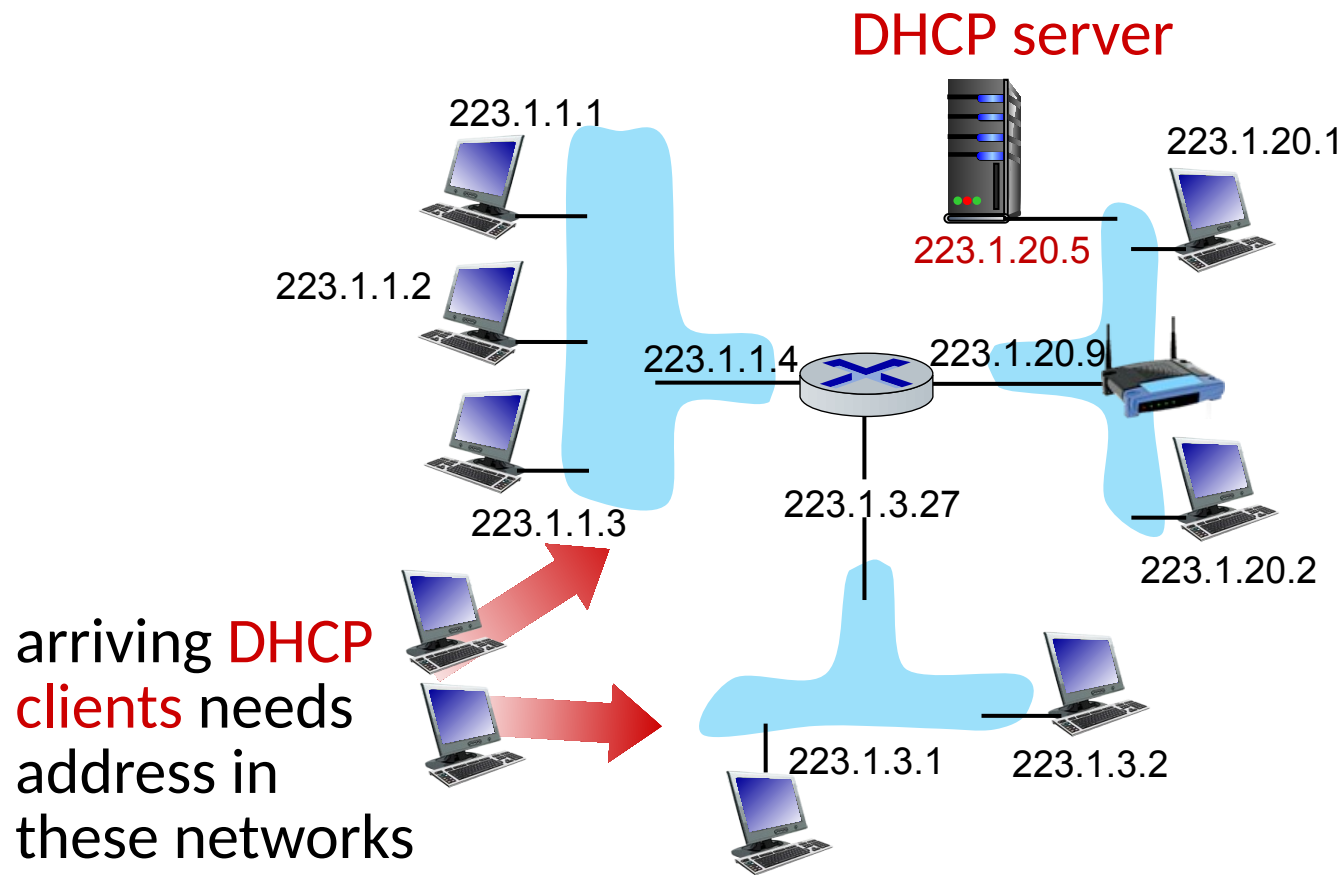 DHCP server
223.1.1.1
223.1.20.1
223.1.20.5
223.1.1.2
223.1.1.4
223.1.20.9
223.1.3.27
223.1.1.3
223.1.20.2
arriving DHCP
clients needs
address in
these networks
223.1.3.1
223.1.3.2